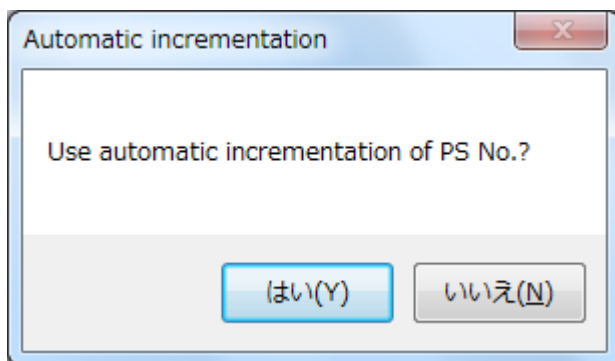 Automatic incrementation
Use automatic incrementation of PS No.?
はい(Y)
いいえ(N)